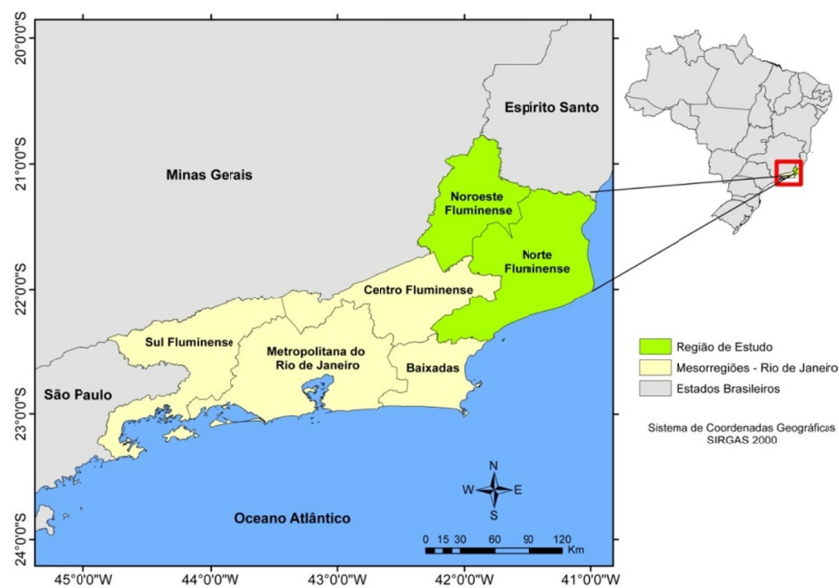 20°0'0"S
21°0'0"S
22°0'0"S
23°0'0"S
24°0'0"S
Espírito Santo
Minas Gerais
Noroeste
Fluminense
Norte
Fluminense
Centro Fluminense
Sul Fluminense
Metropolitana do
Rio de Janeiro
Baixadas
São Paulo
Oceano Atlântico
N
W
E
S
0 15 30 60 90 120
Km
45°0'0"W 44°0'0"W 43°0'0"W 42°0'0"W 41°0'0"W
Região de Estudo
Mesorregiões - Rio de Janeiro
Estados Brasileiros
Sistema de Coordenadas Geográficas
SIRGAS 2000